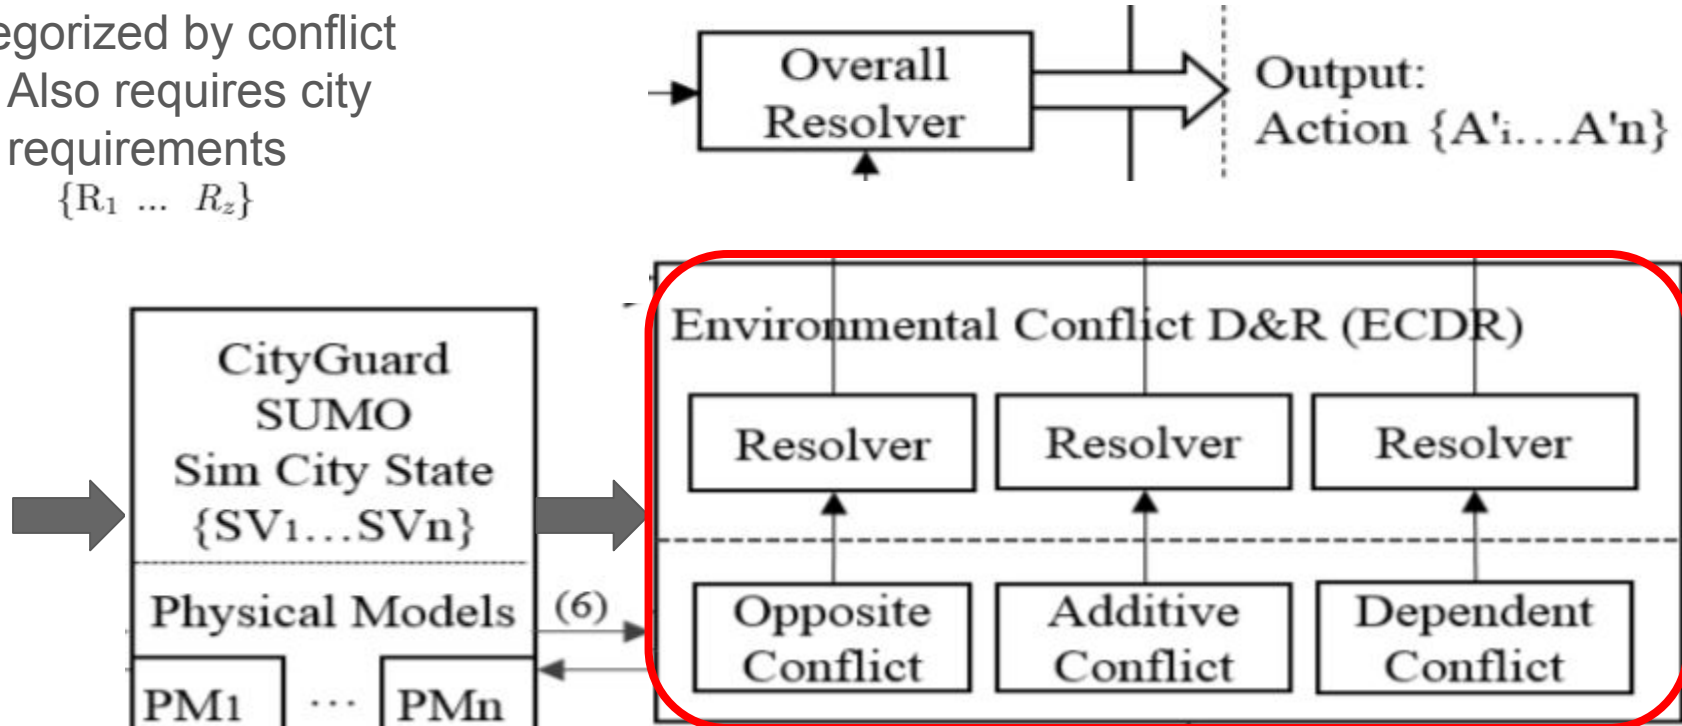 egorized by conflict
Also requires city
requirements
{R₁ ... R_z}
Overall
Resolver
Output:
Action {A'i...A'n}
CityGuard
SUMO
Sim City State
{SV1...SVn}
Physical Models
PM1 ... PMn
(6)
Environmental Conflict D&R (ECDR)
Resolver
Resolver
Resolver
Opposite
Conflict
Additive
Conflict
Dependent
Conflict